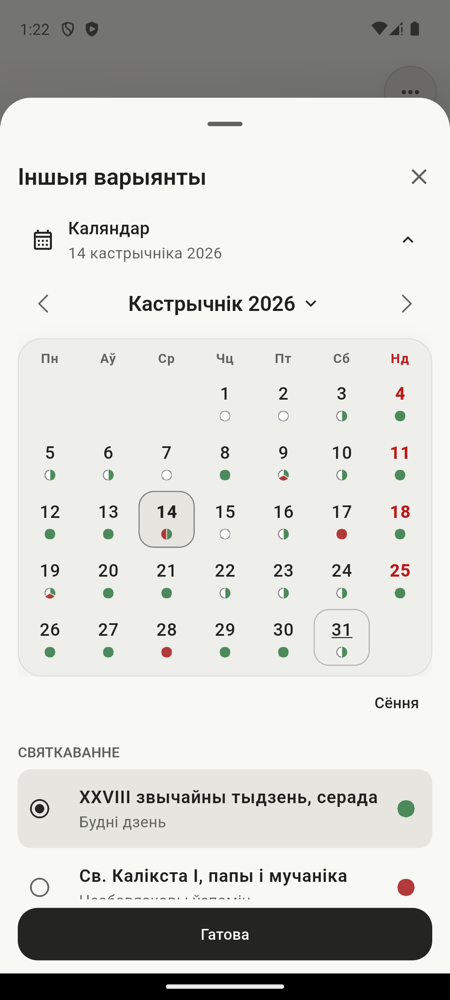 1:22
Іншыя варыянты
Каляндар
14 кастрычніка 2026
Кастрычнік 2026
Пн Аў Ср Чц Пт Сб Нд
1 2 3 4
5 6 7 8 9 10 11
12 13 14 15 16 17 18
19 20 21 22 23 24 25
26 27 28 29 30 31
Сёння
СВЯТКАВАННЕ
XXVIII звычайны тыдзень, серада
Будні дзень
Св. Калікста I, папы і мучаніка
Гатова